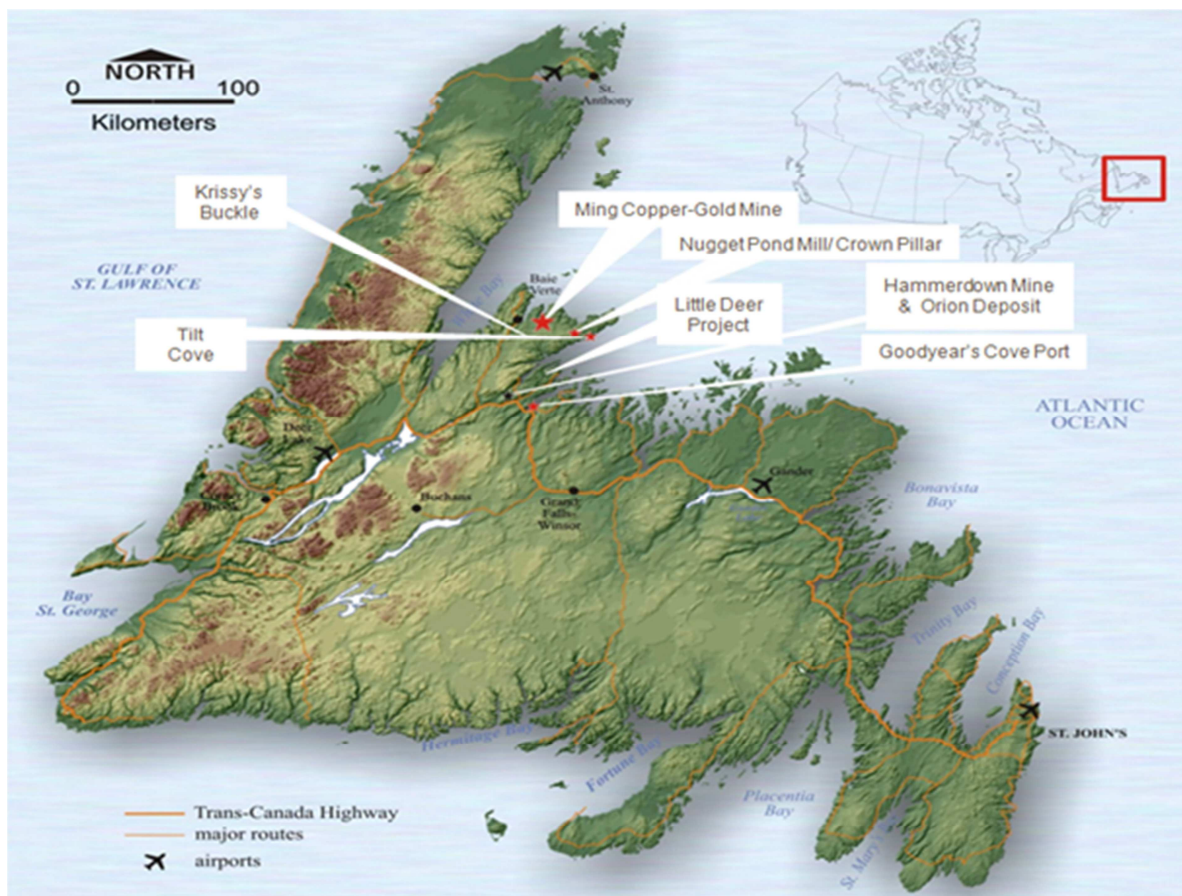 NORTH
0 100
Kilometers
St.
Anthony
Krissy's
Buckle
Ming Copper-Gold Mine
Nugget Pond Mill/ Crown Pillar
GULF OF
ST. LAWRENCE
Bay
Baie
Verte
Little Deer
Project
Hammerdown Mine
& Orion Deposit
Tilt
Cove
Goodyear's Cove Port
ATLANTIC
OCEAN
Deer
Lake
Gander
Buchans
Grand
Falls-
Winsor
Bonavista
Bay
Bay
St. George
Trinity Bay
Conception Bay
ST. JOHN'S
Hermitage Bay
Fortune Bay
Placentia
Bay
St. Mary
Trans-Canada Highway
major routes
airports